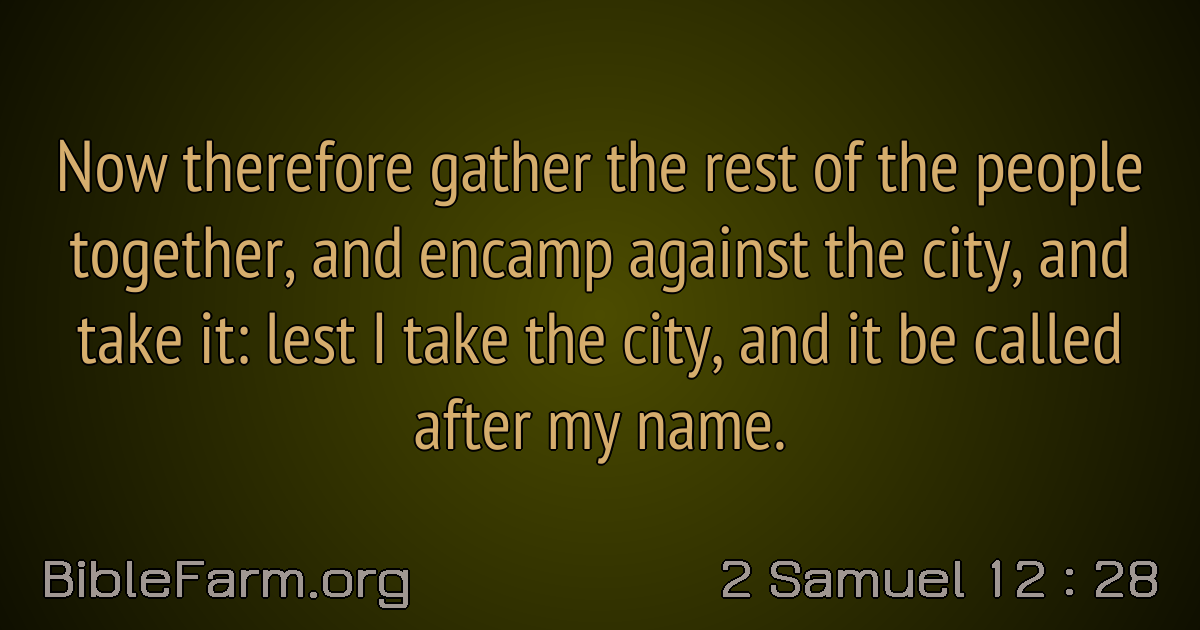 Now therefore gather the rest of the people
together, and encamp against the city, and
take it: lest I take the city, and it be called
after my name.
BibleFarm.org
2 Samuel 12 : 28